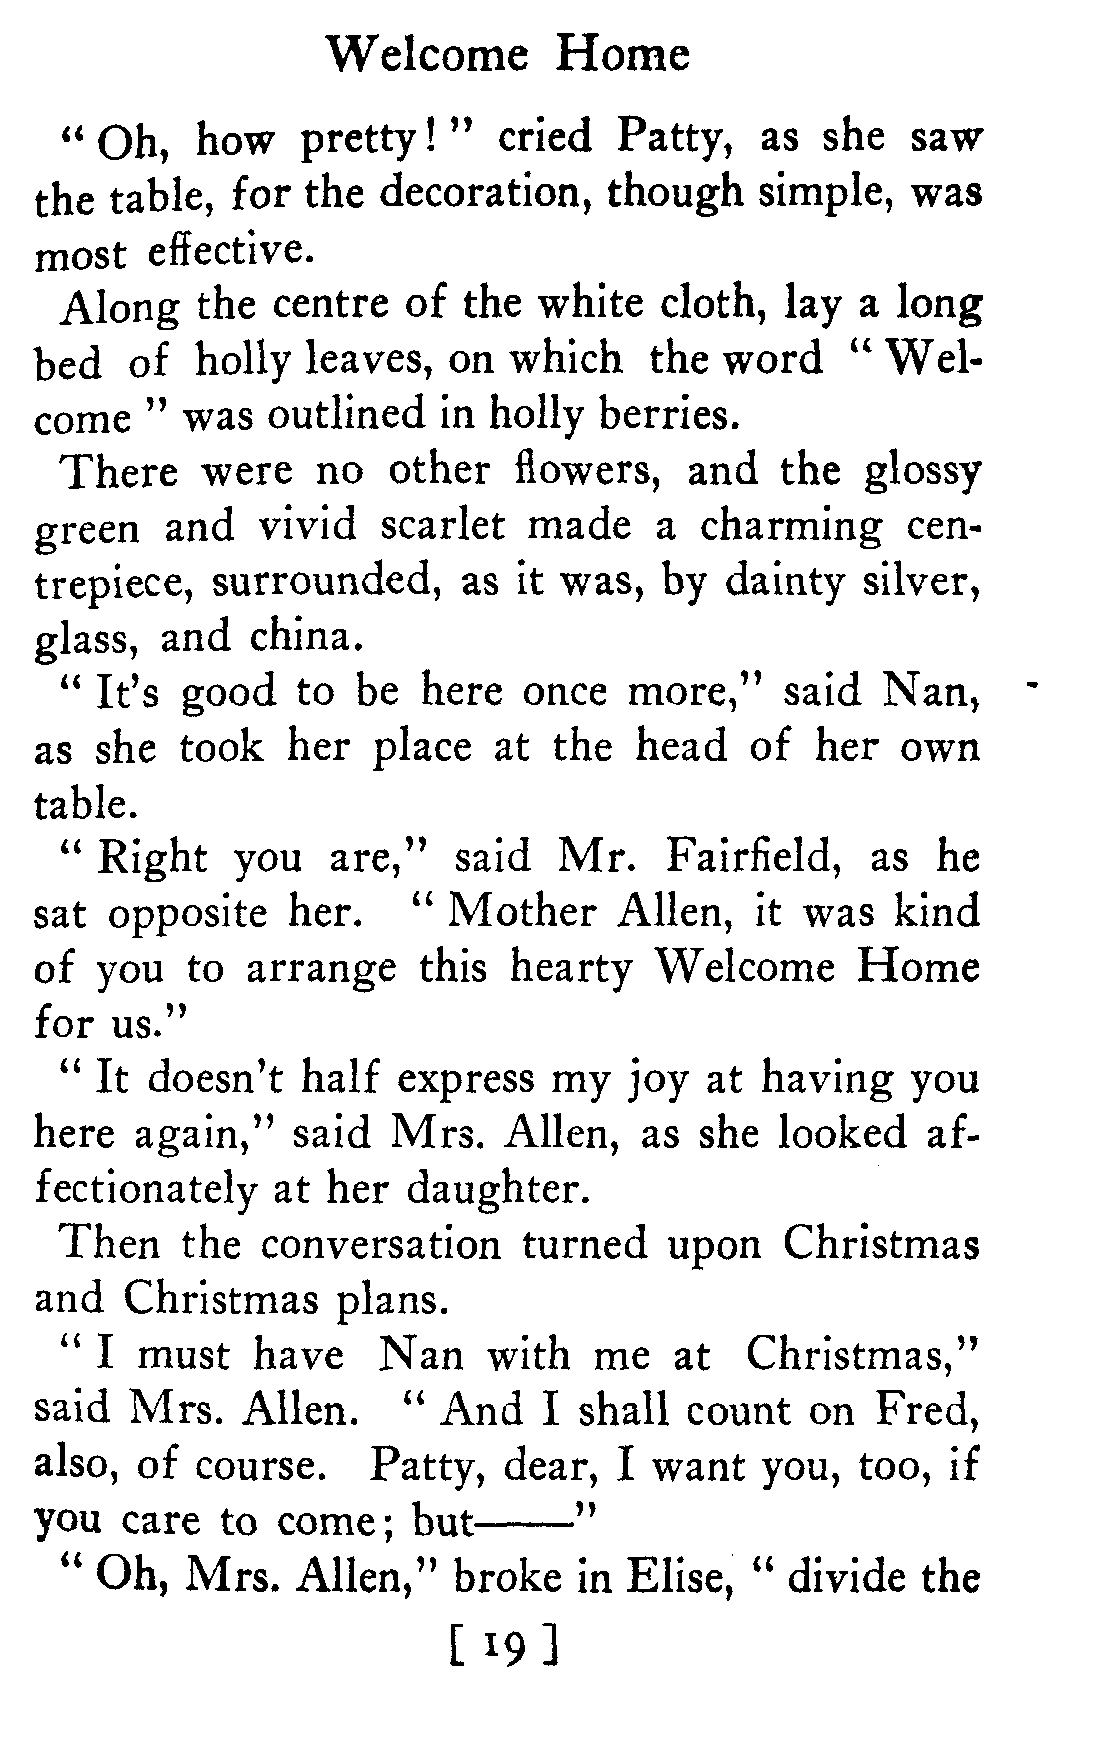 Welcome Home
" Oh, how pretty! " cried Patty, as she saw
the table, for the decoration, though simple, was
most effective.
Along the centre of the white cloth, lay a long
bed of holly leaves, on which the word " Wel-
come " was outlined in holly berries.
There were no other flowers, and the glossy
green and vivid scarlet made a charming cen-
trepiece, surrounded, as it was, by dainty silver,
glass, and china.
" It's good to be here once more," said Nan,
as she took her place at the head of her own
table.
" Right you are," said Mr. Fairfield, as he
sat opposite her. " Mother Allen, it was kind
of you to arrange this hearty Welcome Home
for us."
" It doesn't half express my joy at having you
here again," said Mrs. Allen, as she looked af-
fectionately at her daughter.
Then the conversation turned upon Christmas
and Christmas plans.
" I must have Nan with me at Christmas,"
said Mrs. Allen. " And I shall count on Fred,
also, of course. Patty, dear, I want you, too, if
you care to come; but——"
" Oh, Mrs. Allen," broke in Elise, " divide the
[ 19 ]